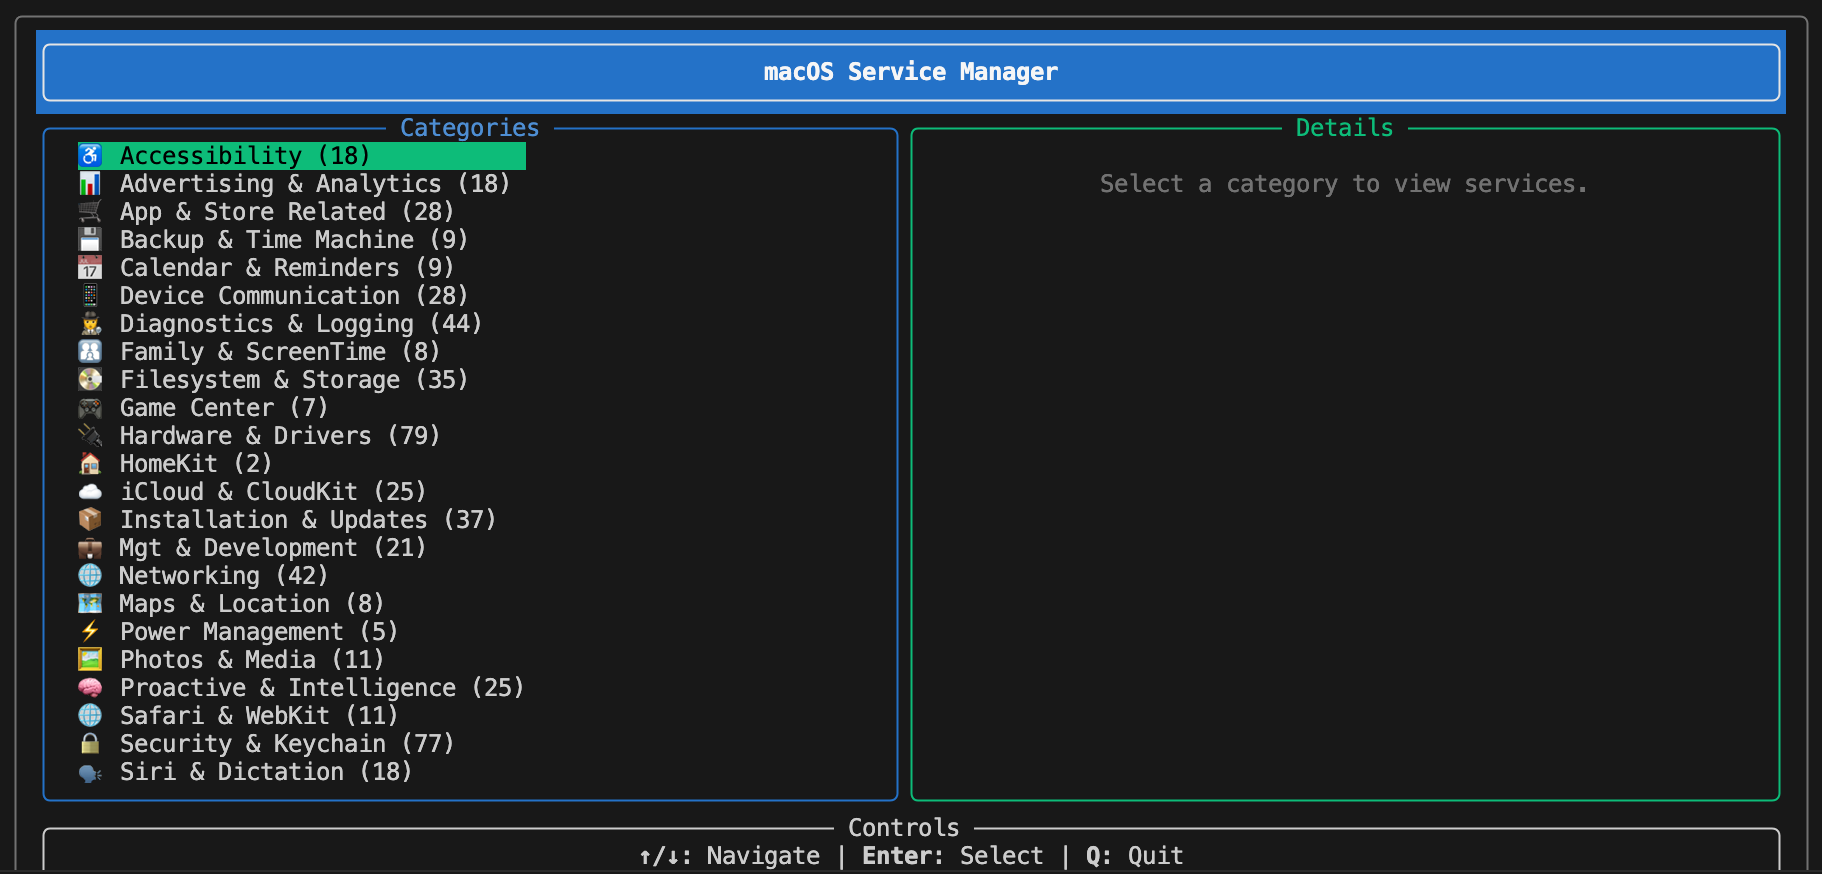 macOS Service Manager
Categories
Accessibility (18)
Advertising & Analytics (18)
App & Store Related (28)
Backup & Time Machine (9)
Calendar & Reminders (9)
Device Communication (28)
Diagnostics & Logging (44)
Family & ScreenTime (8)
Filesystem & Storage (35)
Game Center (7)
Hardware & Drivers (79)
HomeKit (2)
iCloud & CloudKit (25)
Installation & Updates (37)
Mgt & Development (21)
Networking (42)
Maps & Location (8)
Power Management (5)
Photos & Media (11)
Proactive & Intelligence (25)
Safari & WebKit (11)
Security & Keychain (77)
Siri & Dictation (18)
Details
Select a category to view services.
Controls
↑/↓: Navigate | Enter: Select | Q: Quit